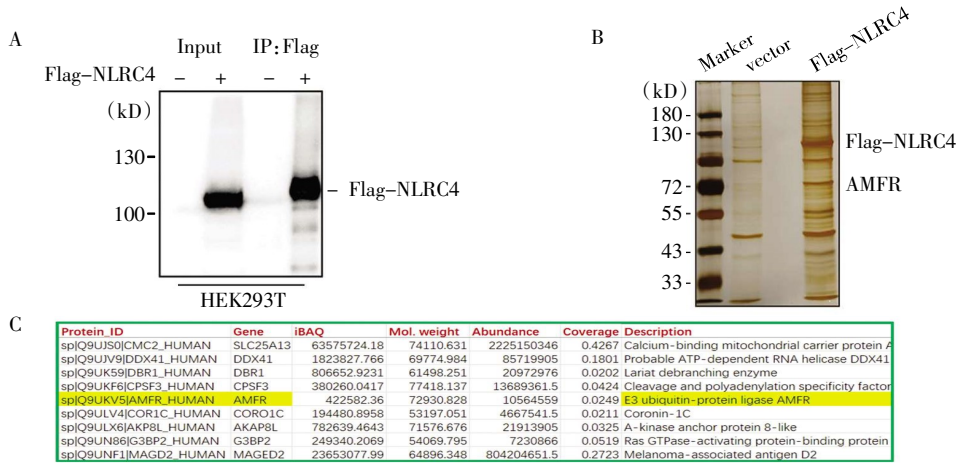 A
Input IP:Flag
Flag-NLRC4 – + – +
(kD)
130-
100-
– Flag-NLRC4
HEK293T
B
Marker
vector
Flag-NLRC4
(kD)
180-
130-
72-
55-
43-
33-
Flag-NLRC4
AMFR
C
Protein_ID Gene iBAQ Mol. weight Abundance Coverage Description
sp|Q9UJS0|CMC2_HUMAN SLC25A13 63575724.18 74110.631 2225150346 0.4267 Calcium-binding mitochondrial carrier protein A
sp|Q9UJV9|DDX41_HUMAN DDX41 1823827.766 69774.984 85719905 0.1801 Probable ATP-dependent RNA helicase DDX41
sp|Q9UK59|DBR1_HUMAN DBR1 806652.9231 61498.251 20972976 0.0202 Lariat debranching enzyme
sp|Q9UKF6|CPSF3_HUMAN CPSF3 380260.0417 77418.137 13689361.5 0.0424 Cleavage and polyadenylation specificity factor
sp|Q9UKV5|AMFR_HUMAN AMFR 422582.36 72930.828 10564559 0.0249 E3 ubiquitin-protein ligase AMFR
sp|Q9ULV4|COR1C_HUMAN CORO1C 194480.8958 53197.051 4667541.5 0.0211 Coronin-1C
sp|Q9ULX6|AKP8L_HUMAN AKAP8L 782639.4643 71576.676 21913905 0.0325 A-kinase anchor protein 8-like
sp|Q9UN86|G3BP2_HUMAN G3BP2 249340.2069 54069.795 7230866 0.0519 Ras GTPase-activating protein-binding protein
sp|Q9UNF1|MAGD2_HUMAN MAGED2 23653077.99 64896.348 804204651.5 0.2723 Melanoma-associated antigen D2